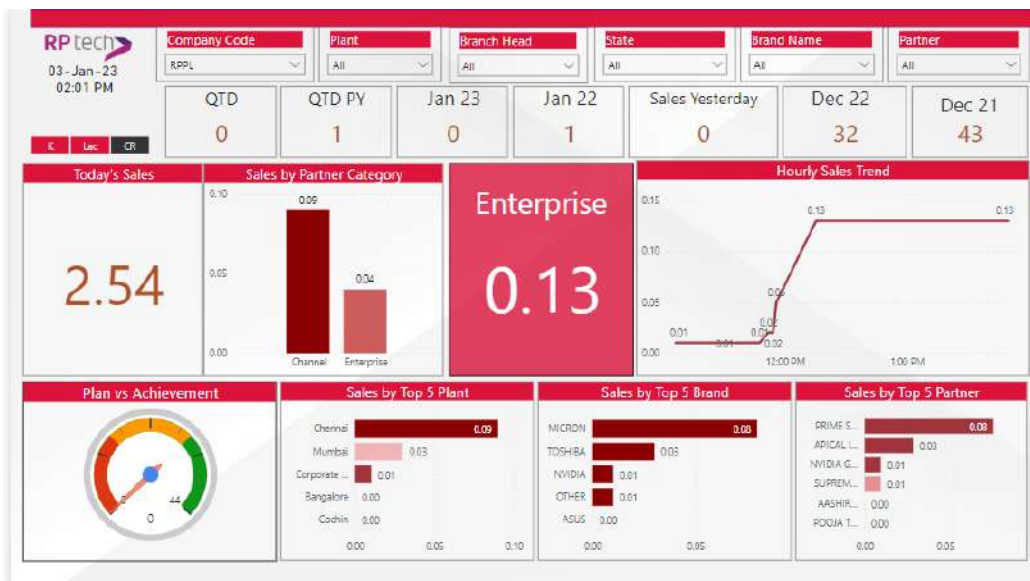 RP tech
03-Jan-23
02:01 PM
K Lac CR
Company Code
RPPL
Plant
All
Branch Head
All
State
All
Brand Name
All
Partner
All
QTD
0
QTD PY
1
Jan 23
0
Jan 22
1
Sales Yesterday
0
Dec 22
32
Dec 21
43
Today's Sales
2.54
Sales by Partner Category
0.10
0.05
0.00
0.09
0.04
Channel Enterprise
Enterprise
0.13
Hourly Sales Trend
0.15
0.10
0.05
0.00
0.01
0.01
0.01
0.02
0.02
0.13
0.13
12:00 PM 1:00 PM
Plan vs Achievement
0 44
0
Sales by Top 5 Plant
Chennai 0.09
Mumbai 0.03
Corporate ... 0.01
Bangalore 0.00
Cochin 0.00
0.00 0.05 0.10
Sales by Top 5 Brand
MICRON 0.08
TOSHIBA 0.03
NVIDIA 0.01
OTHER 0.01
ASUS 0.00
0.00 0.05
Sales by Top 5 Partner
PRIME S... 0.08
APICAL I... 0.03
NVIDIA G... 0.01
SUPREM... 0.01
AASHIR... 0.00
POOJA T... 0.00
0.00 0.05